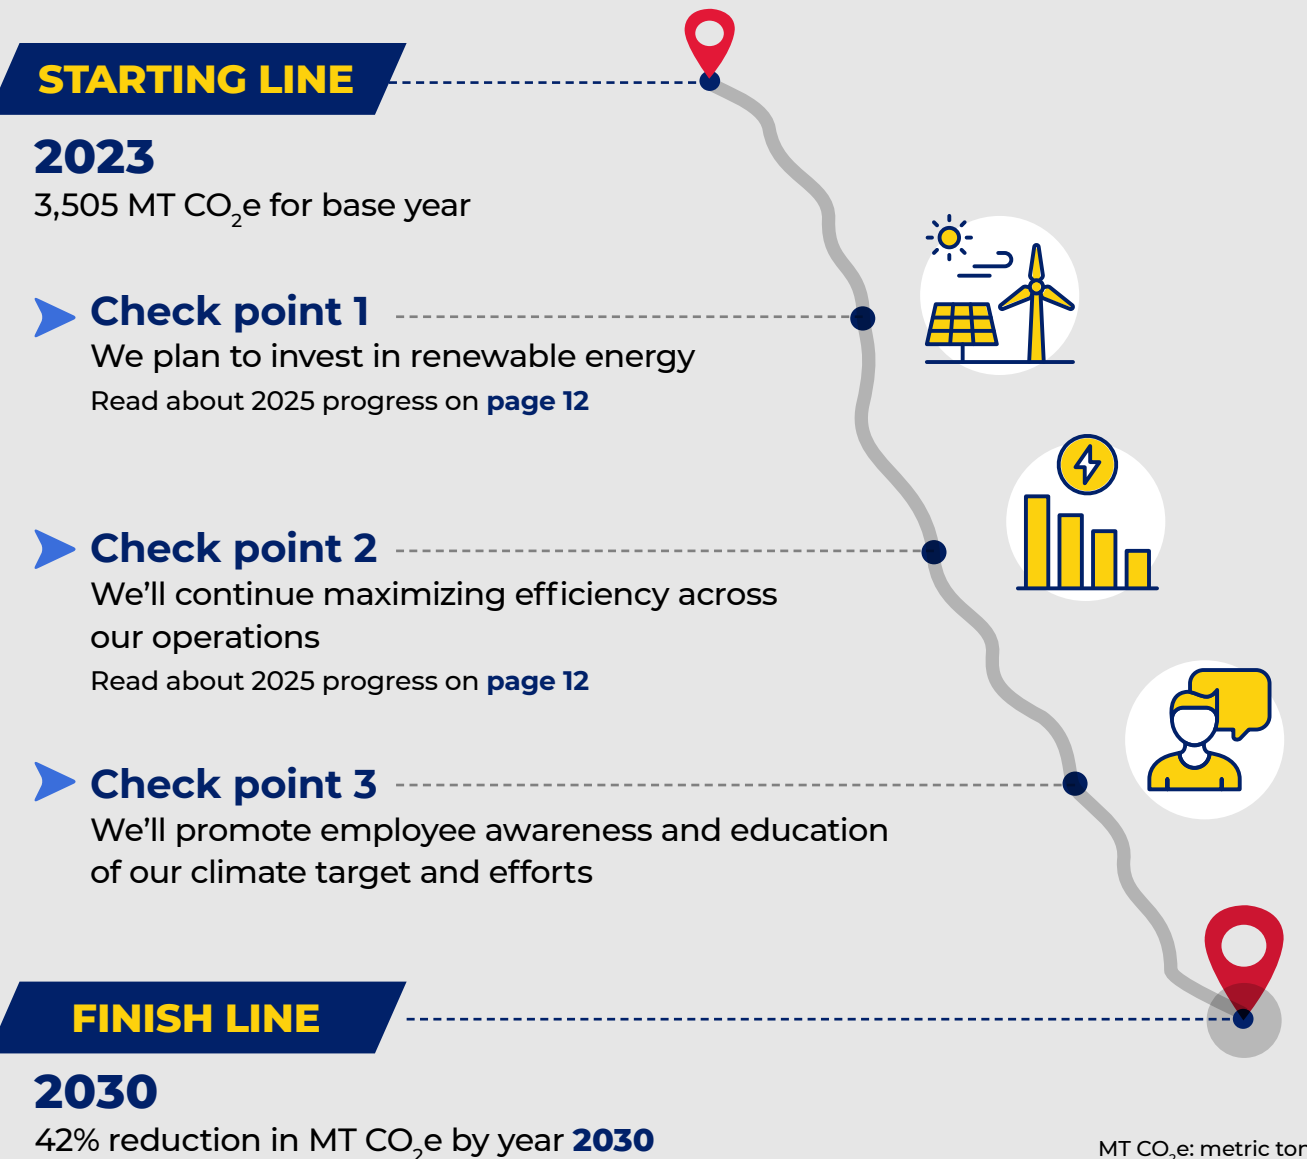 STARTING LINE
2023
3,505 MT CO₂e for base year
Check point 1
We plan to invest in renewable energy
Read about 2025 progress on page 12
Check point 2
We’ll continue maximizing efficiency across
our operations
Read about 2025 progress on page 12
Check point 3
We’ll promote employee awareness and education
of our climate target and efforts
FINISH LINE
2030
42% reduction in MT CO₂e by year 2030
MT CO₂e: metric ton